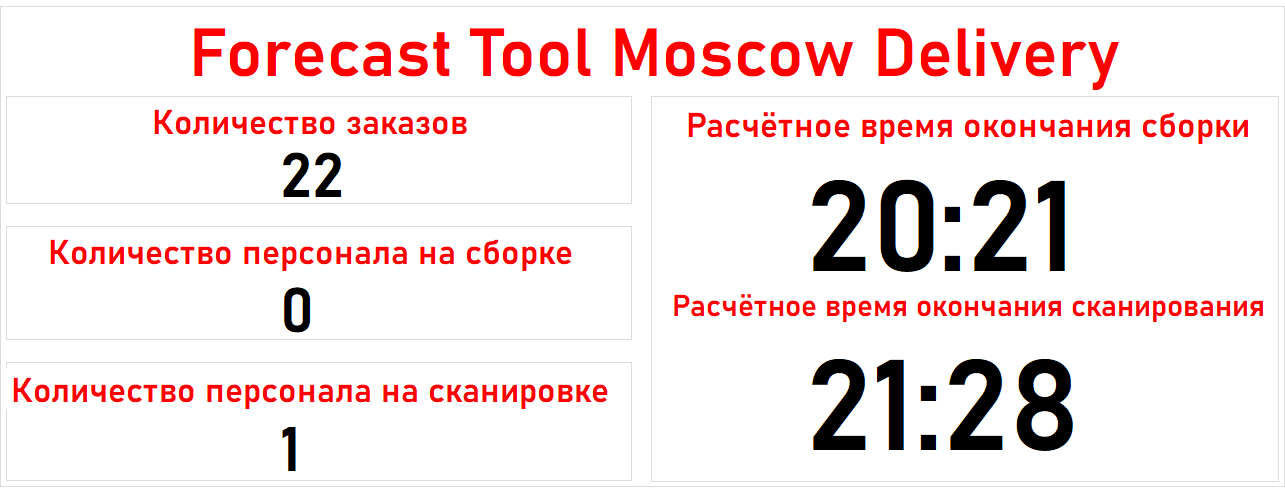 Forecast Tool Moscow Delivery
Количество заказов
22
Количество персонала на сборке
0
Количество персонала на сканировке
1
Расчётное время окончания сборки
20:21
Расчётное время окончания сканирования
21:28